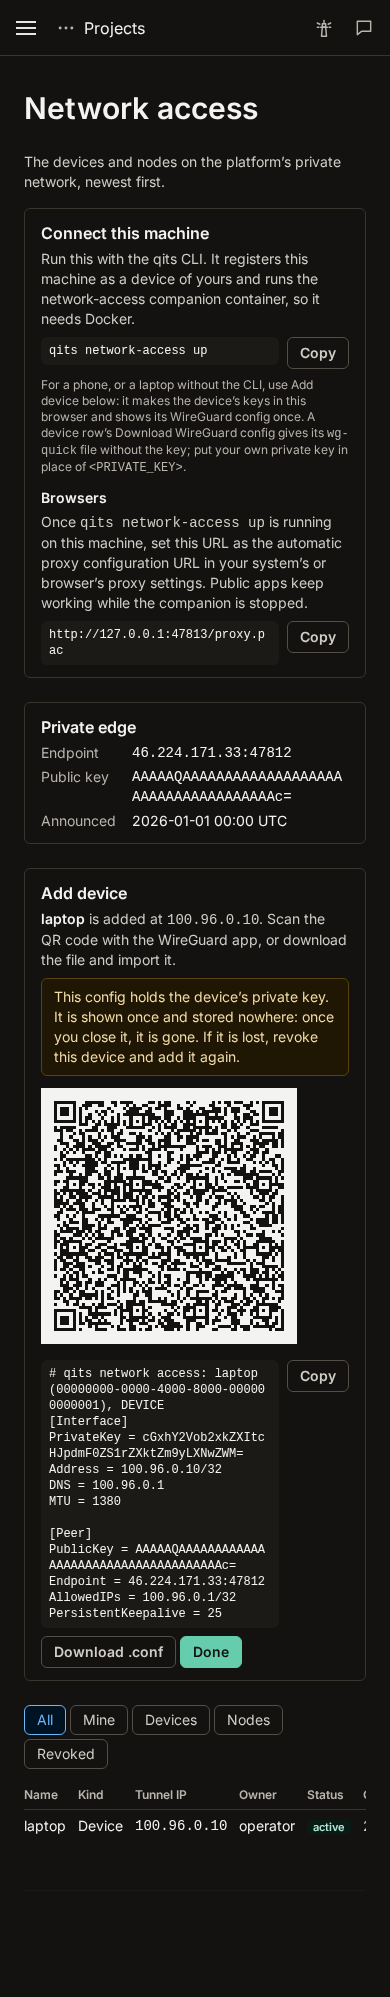 Projects
Network access
The devices and nodes on the platform’s private
network, newest first.
Connect this machine
Run this with the qits CLI. It registers this
machine as a device of yours and runs the
network-access companion container, so it
needs Docker.
qits network-access up
Copy
For a phone, or a laptop without the CLI, use Add
device below: it makes the device’s keys in this
browser and shows its WireGuard config once. A
device row’s Download WireGuard config gives its wg-
quick file without the key; put your own private key in
place of <PRIVATE_KEY>.
Browsers
Once qits network-access up is running
on this machine, set this URL as the automatic
proxy configuration URL in your system’s or
browser’s proxy settings. Public apps keep
working while the companion is stopped.
http://127.0.0.1:47813/proxy.p
ac
Copy
Private edge
Endpoint 46.224.171.33:47812
Public key AAAAAQAAAAAAAAAAAAAAAAAAA
AAAAAAAAAAAAAAAAAc=
Announced 2026-01-01 00:00 UTC
Add device
laptop is added at 100.96.0.10. Scan the
QR code with the WireGuard app, or download
the file and import it.
This config holds the device’s private key.
It is shown once and stored nowhere: once
you close it, it is gone. If it is lost, revoke
this device and add it again.
# qits network access: laptop
(00000000-0000-4000-8000-00000
0000001), DEVICE
[Interface]
PrivateKey = cGxhY2Vob2xkZXItc
HJpdmF0ZS1rZXktZm9yLXNwZWM=
Address = 100.96.0.10/32
DNS = 100.96.0.1
MTU = 1380
[Peer]
PublicKey = AAAAAQAAAAAAAAAAAA
AAAAAAAAAAAAAAAAAAAAAAAAc=
Endpoint = 46.224.171.33:47812
AllowedIPs = 100.96.0.1/32
PersistentKeepalive = 25
Copy
Download .conf Done
All Mine Devices Nodes
Revoked
Name Kind Tunnel IP Owner Status
laptop Device 100.96.0.10 operator active